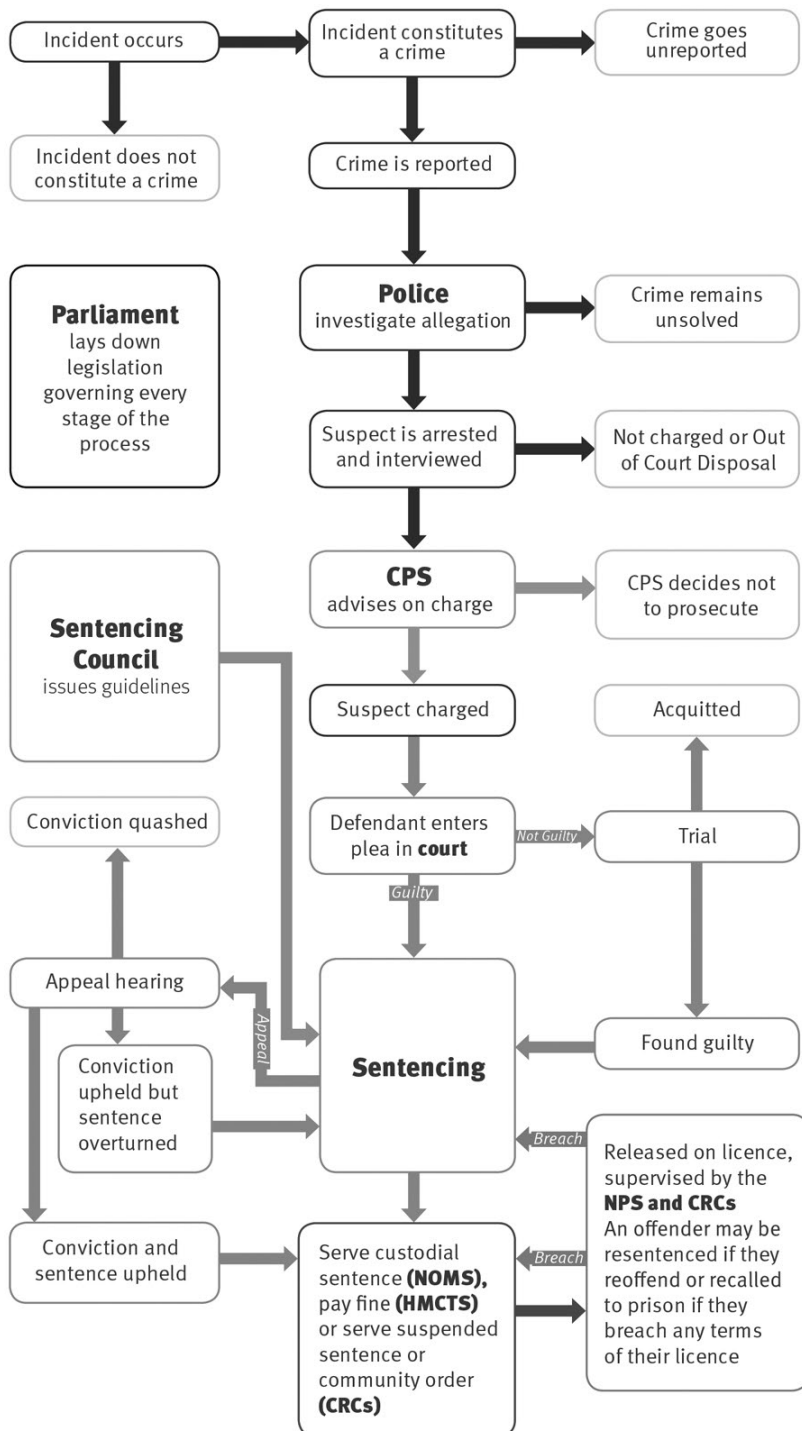 Incident occurs
Incident constitutes
a crime
Crime goes
unreported
Incident does not
constitute a crime
Crime is reported
Parliament
lays down
legislation
governing every
stage of the
process
Police
investigate allegation
Crime remains
unsolved
Suspect is arrested
and interviewed
Not charged or Out
of Court Disposal
CPS
advises on charge
CPS decides not
to prosecute
Sentencing
Council
issues guidelines
Suspect charged
Acquitted
Conviction quashed
Defendant enters
plea in court
Not Guilty
Trial
Guilty
Appeal hearing
Appeal
Sentencing
Found guilty
Conviction
upheld but
sentence
overturned
Breach
Released on licence,
supervised by the
NPS and CRCs
An offender may be
resentenced if they
reoffend or recalled
to prison if they
breach any terms
of their licence
Conviction and
sentence upheld
Serve custodial
sentence (NOMS),
pay fine (HMCTS)
or serve suspended
sentence or
community order
(CRCs)
Breach